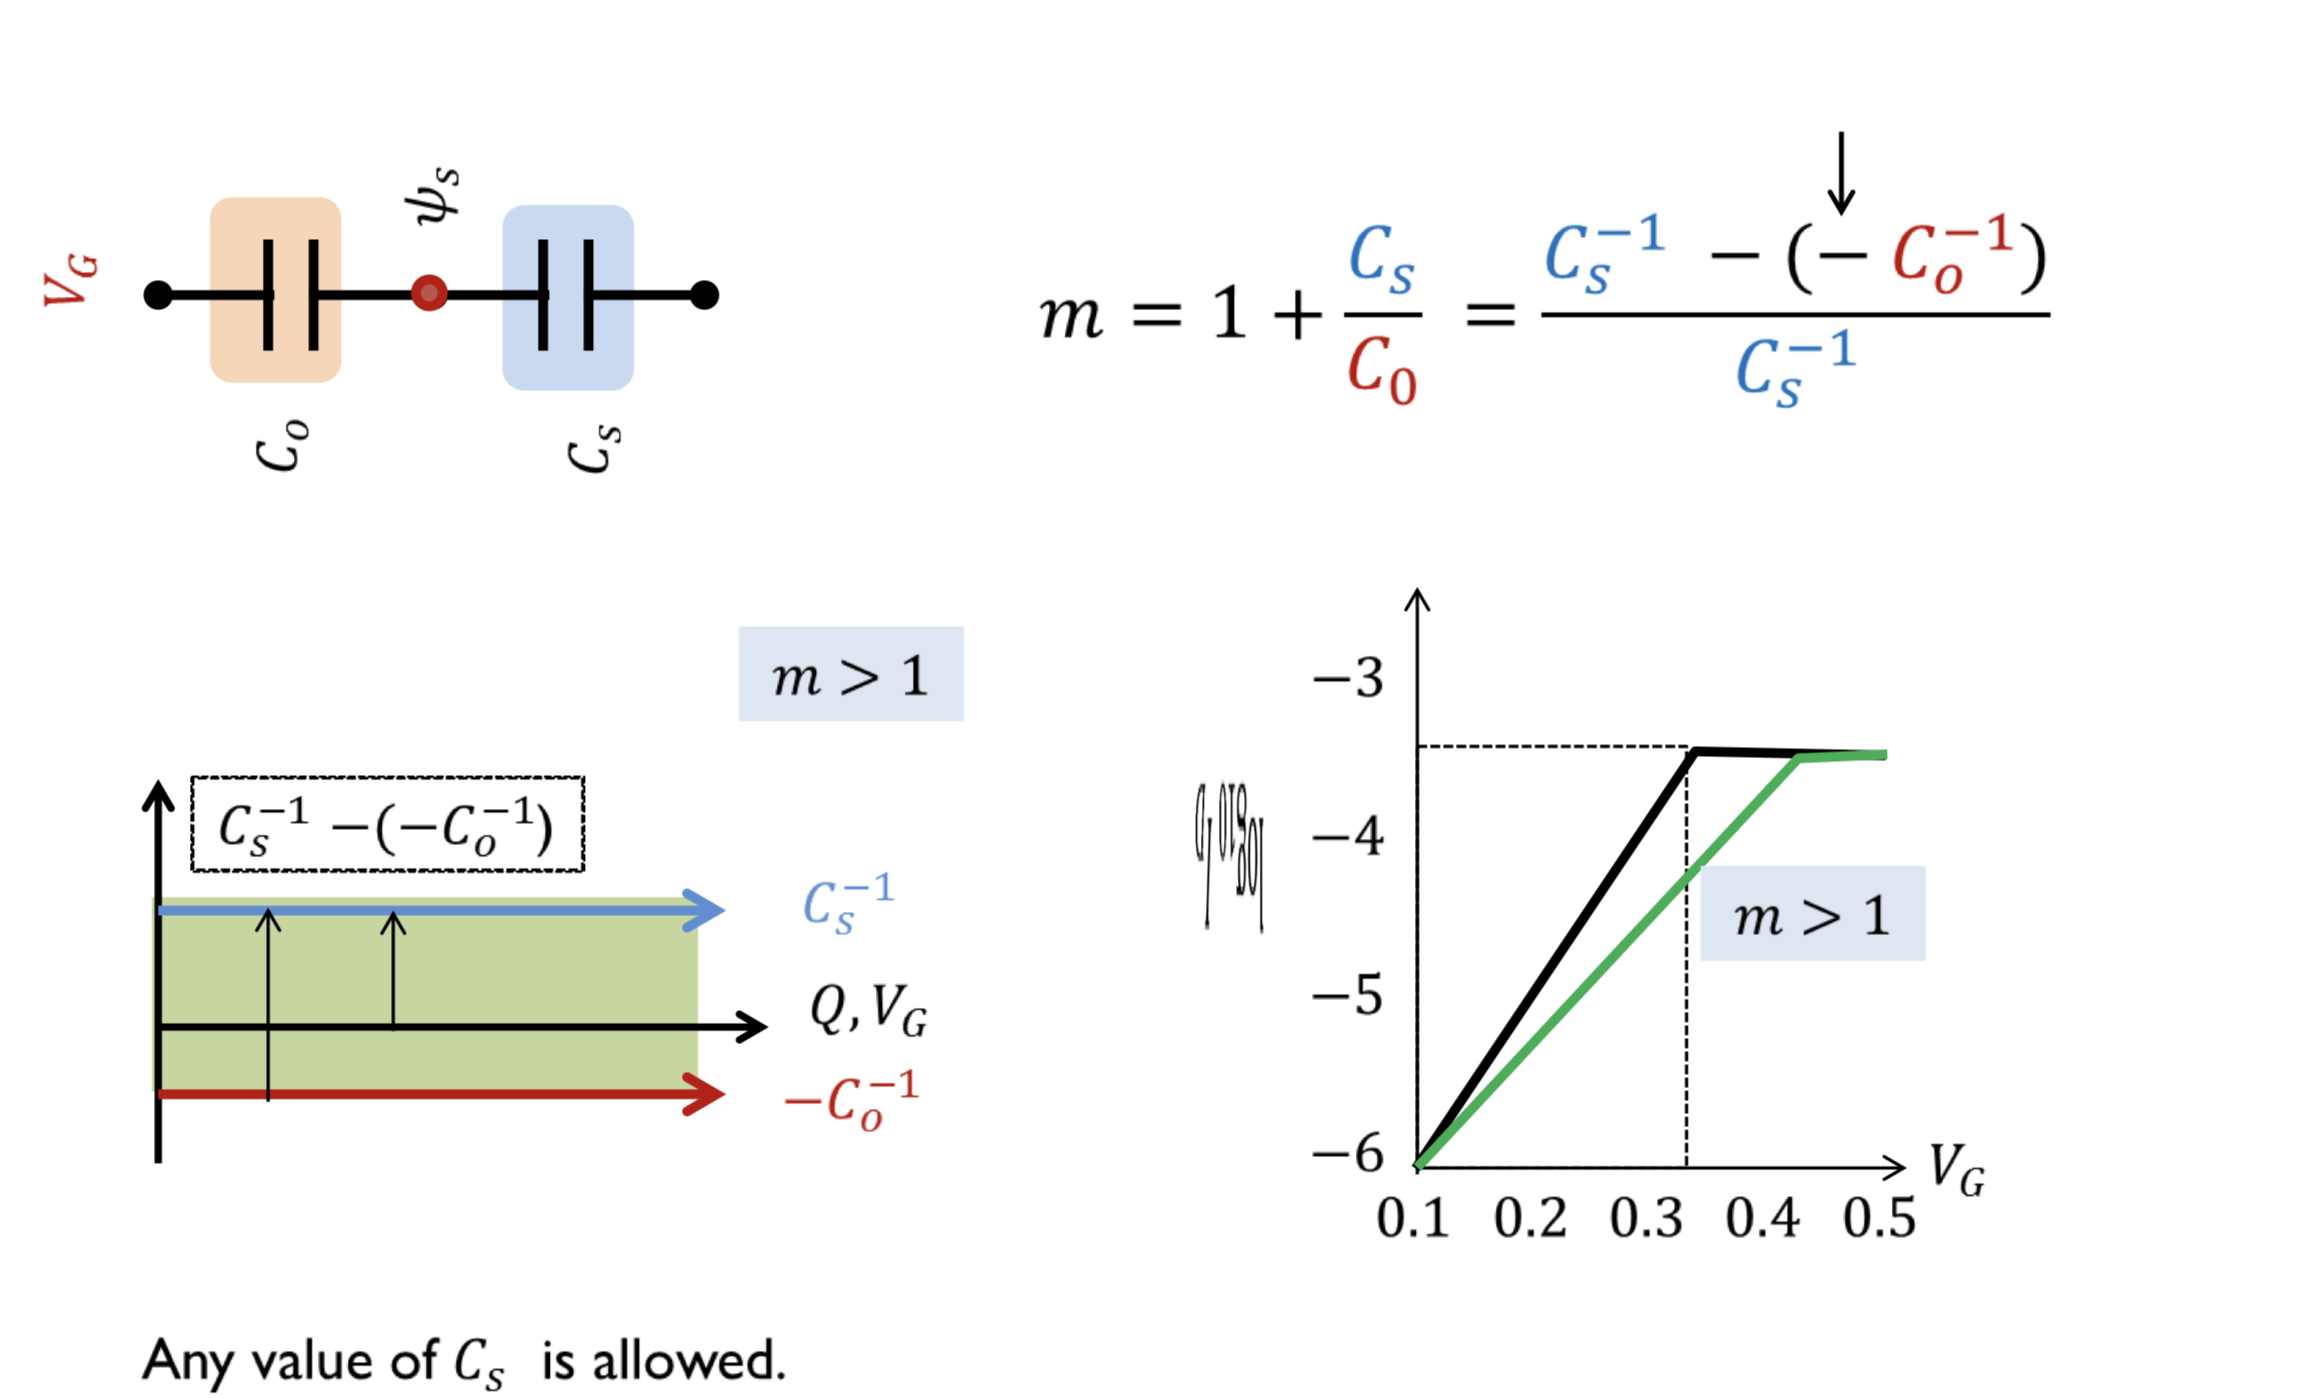 V_G
ψ_s
C_o
C_s
m = 1 + C_s/C_0 = (C_s^{-1} − (− C_o^{-1}))/C_s^{-1}
m > 1
C_s^{-1} −(−C_o^{-1})
C_s^{-1}
Q, V_G
−C_o^{-1}
−3
−4
−5
−6
m > 1
V_G
0.1 0.2 0.3 0.4 0.5
Any value of C_s is allowed.